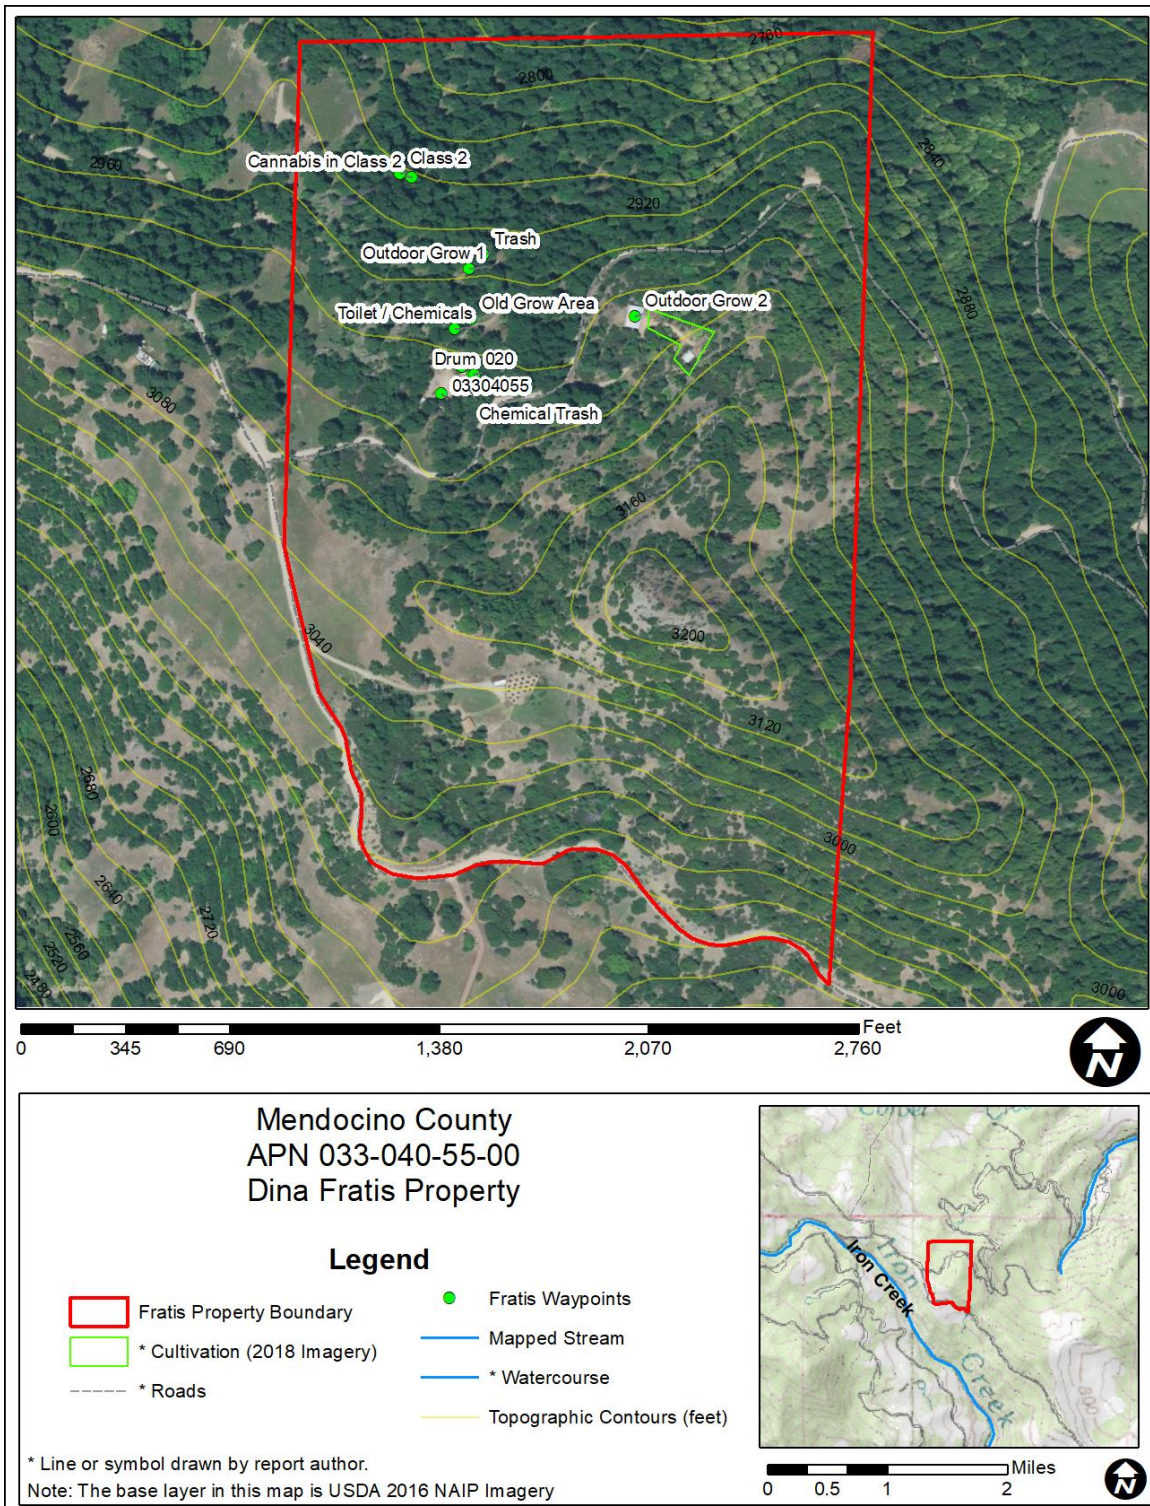 2760
2800
2840
2960
Cannabis in Class 2
Class 2
2920
Trash
Outdoor Grow 1
2880
Old Grow Area
Outdoor Grow 2
Toilet / Chemicals
Drum 020
03304055
3080
Chemical Trash
3160
3040
3200
3120
2680
2600
3000
2640
2720
2560
2520
2480
3000
Feet
0 345 690 1,380 2,070 2,760
N
Mendocino County
APN 033-040-55-00
Dina Fratis Property
Legend
Fratis Property Boundary
* Cultivation (2018 Imagery)
* Roads
Fratis Waypoints
Mapped Stream
* Watercourse
Topographic Contours (feet)
* Line or symbol drawn by report author.
Note: The base layer in this map is USDA 2016 NAIP Imagery
Iron Creek
Iron
Creek
800
Miles
0 0.5 1 2
N